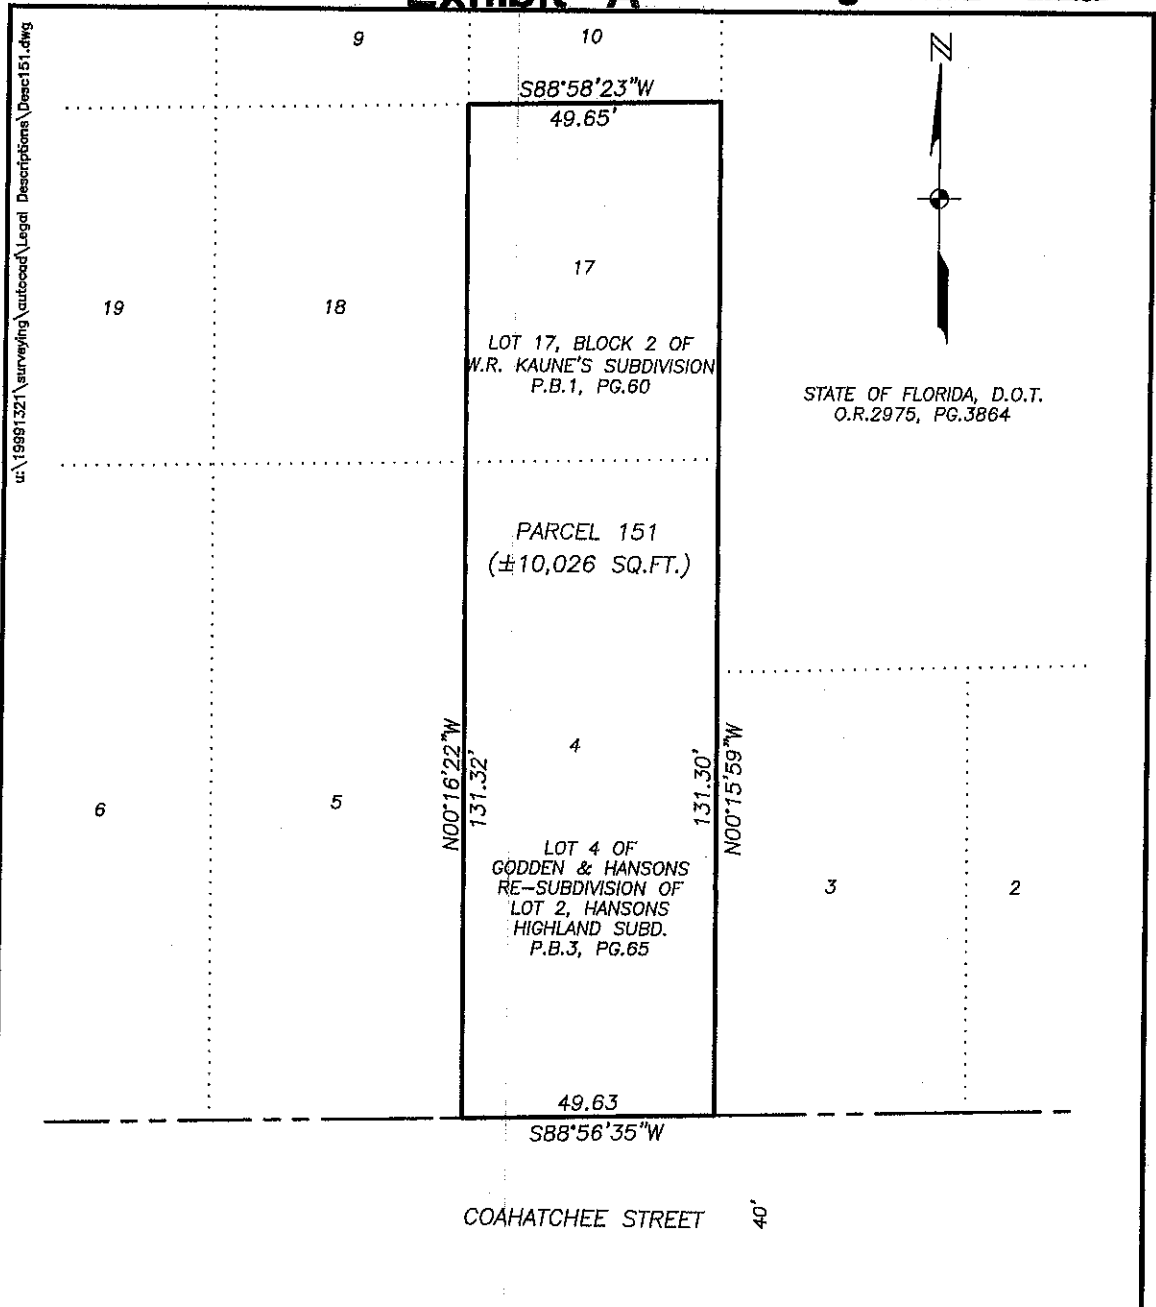 u:\19991321\surveying\autocad\Legal Descriptions\Desc151.dwg
9
10
N
S88°58'23"W
49.65'
17
19
18
LOT 17, BLOCK 2 OF
W.R. KAUNE'S SUBDIVISION
P.B.1, PG.60
STATE OF FLORIDA, D.O.T.
O.R.2975, PG.3864
PARCEL 151
(±10,026 SQ.FT.)
N00°16'22"W
131.32'
4
131.30'
N00°15'59"W
6
5
LOT 4 OF
GODDEN & HANSONS
RE-SUBDIVISION OF
LOT 2, HANSONS
HIGHLAND SUBD.
P.B.3, PG.65
3
2
49.63
S88°56'35"W
COAHATCHEE STREET
40'